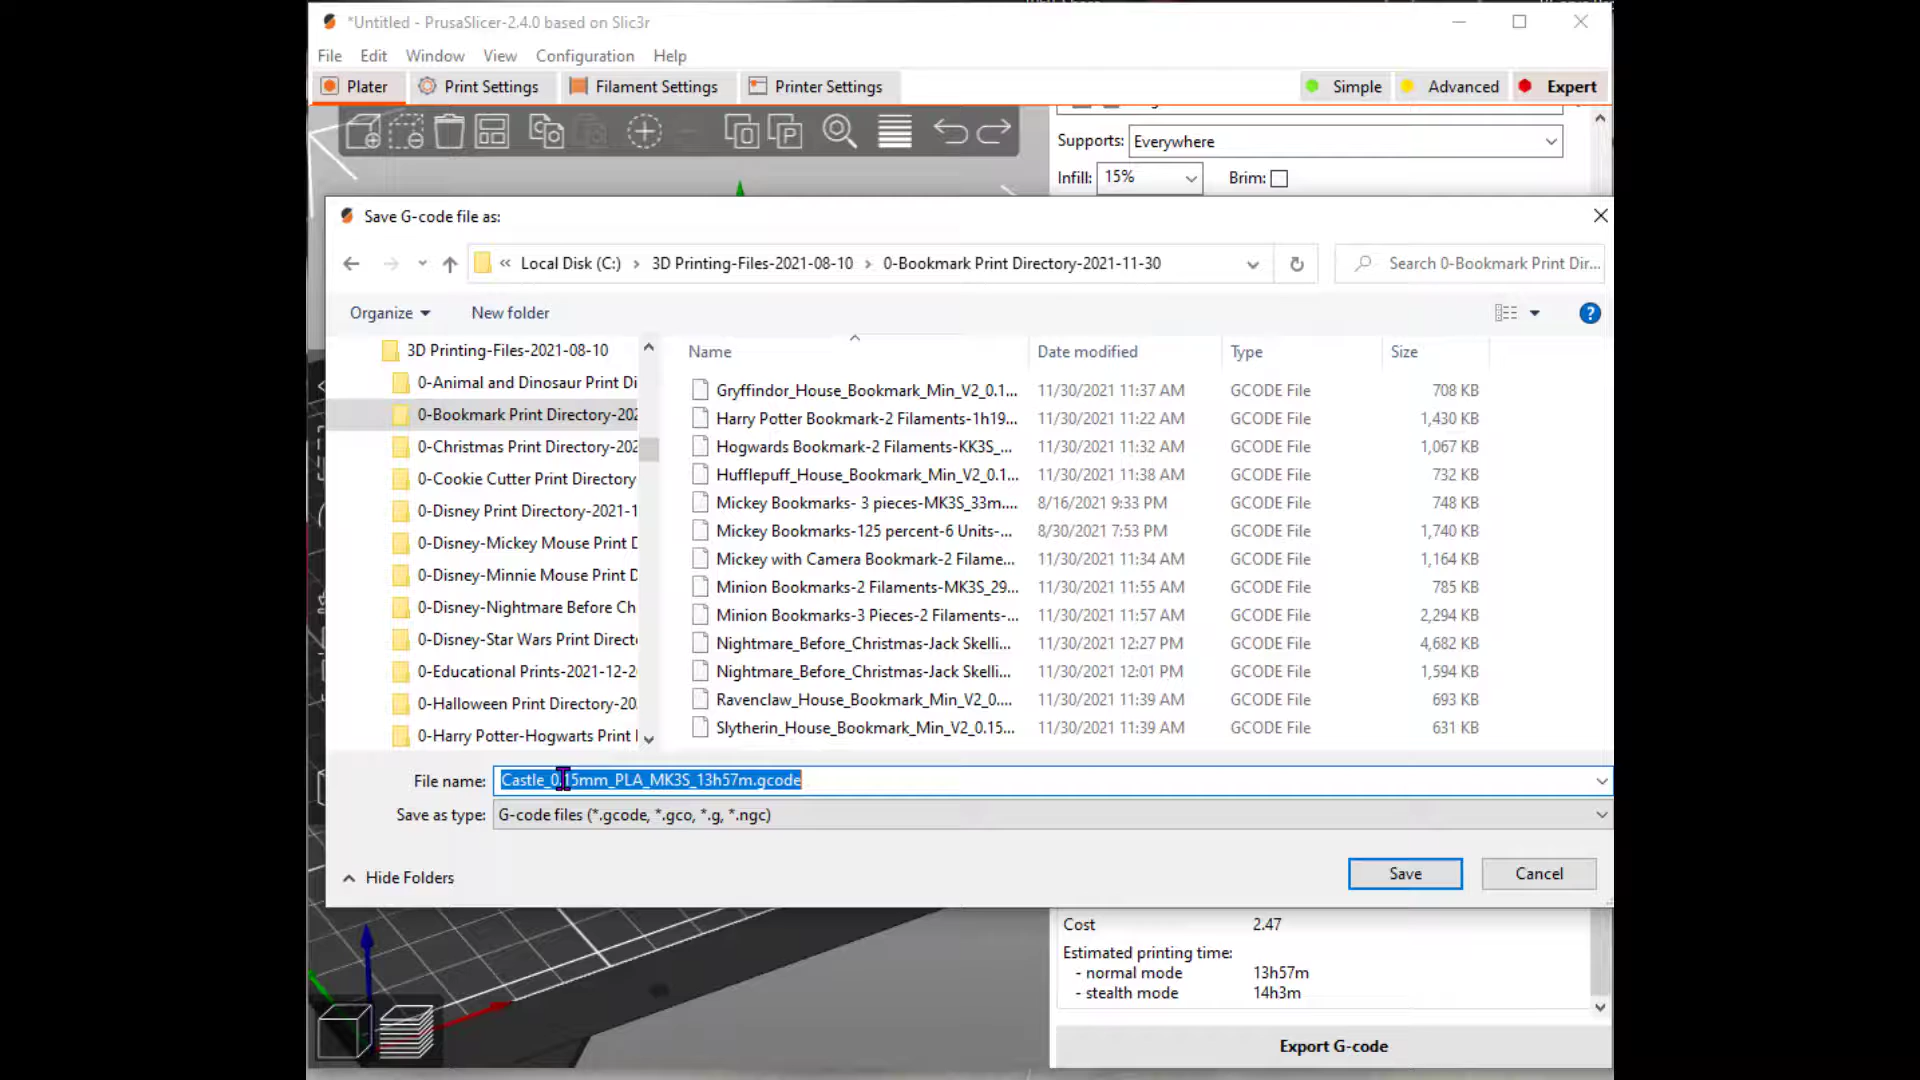 *Untitled - PrusaSlicer-2.4.0 based on Slic3r
File Edit Window View Configuration Help
Plater Print Settings Filament Settings Printer Settings Simple Advanced Expert
Supports: Everywhere
Infill: 15% Brim:
Save G-code file as:
« Local Disk (C:) › 3D Printing-Files-2021-08-10 › 0-Bookmark Print Directory-2021-11-30 Search 0-Bookmark Print Dir...
Organize New folder
3D Printing-Files-2021-08-10
0-Animal and Dinosaur Print Di
0-Bookmark Print Directory-202
0-Christmas Print Directory-202
0-Cookie Cutter Print Directory
0-Disney Print Directory-2021-1
0-Disney-Mickey Mouse Print D
0-Disney-Minnie Mouse Print D
0-Disney-Nightmare Before Ch
0-Disney-Star Wars Print Directo
0-Educational Prints-2021-12-2
0-Halloween Print Directory-20
0-Harry Potter-Hogwarts Print
Name Date modified Type Size
Gryffindor_House_Bookmark_Min_V2_0.1... 11/30/2021 11:37 AM GCODE File 708 KB
Harry Potter Bookmark-2 Filaments-1h19... 11/30/2021 11:22 AM GCODE File 1,430 KB
Hogwards Bookmark-2 Filaments-KK3S_... 11/30/2021 11:32 AM GCODE File 1,067 KB
Hufflepuff_House_Bookmark_Min_V2_0.1... 11/30/2021 11:38 AM GCODE File 732 KB
Mickey Bookmarks- 3 pieces-MK3S_33m.... 8/16/2021 9:33 PM GCODE File 748 KB
Mickey Bookmarks-125 percent-6 Units-... 8/30/2021 7:53 PM GCODE File 1,740 KB
Mickey with Camera Bookmark-2 Filame... 11/30/2021 11:34 AM GCODE File 1,164 KB
Minion Bookmarks-2 Filaments-MK3S_29... 11/30/2021 11:55 AM GCODE File 785 KB
Minion Bookmarks-3 Pieces-2 Filaments-... 11/30/2021 11:57 AM GCODE File 2,294 KB
Nightmare_Before_Christmas-Jack Skelli... 11/30/2021 12:27 PM GCODE File 4,682 KB
Nightmare_Before_Christmas-Jack Skelli... 11/30/2021 12:01 PM GCODE File 1,594 KB
Ravenclaw_House_Bookmark_Min_V2_0.... 11/30/2021 11:39 AM GCODE File 693 KB
Slytherin_House_Bookmark_Min_V2_0.15... 11/30/2021 11:39 AM GCODE File 631 KB
File name: Castle_0.15mm_PLA_MK3S_13h57m.gcode
Save as type: G-code files (*.gcode, *.gco, *.g, *.ngc)
Hide Folders Save Cancel
Cost 2.47
Estimated printing time:
- normal mode 13h57m
- stealth mode 14h3m
Export G-code